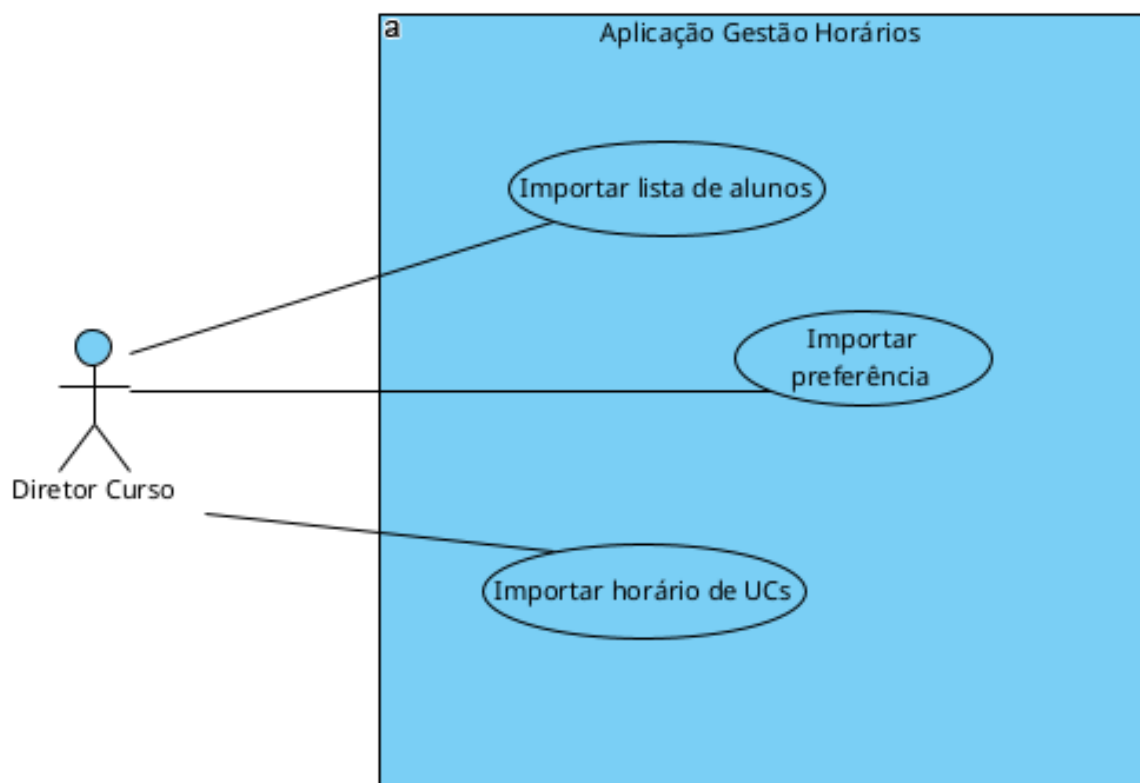 a
Aplicação Gestão Horários
Importar lista de alunos
Importar
preferência
Diretor Curso
Importar horário de UCs